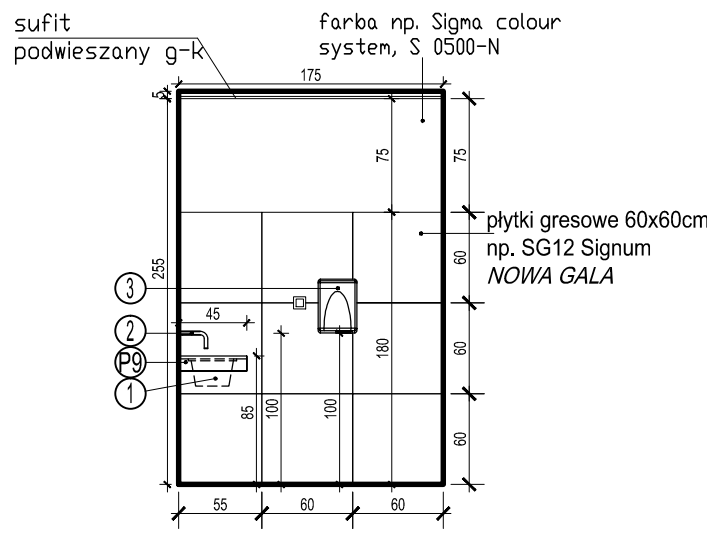 sufit
podwieszany g-k
farba np. Sigma colour
system, S 0500-N
175
5
75
75
płytki gresowe 60x60cm
np. SG12 Signum
NOWA GALA
60
255
3
45
2
P9
1
180
60
85
100
100
60
55
60
60